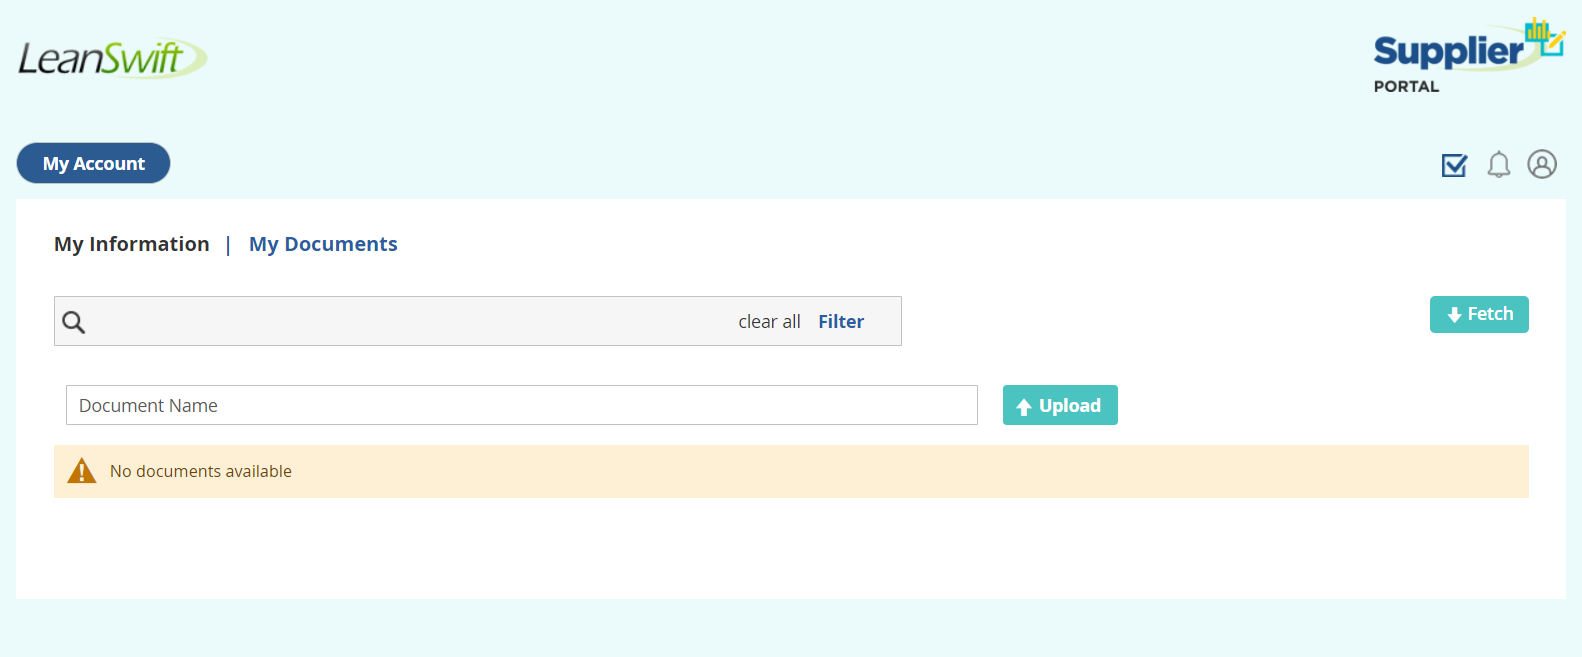 LeanSwift
Supplier
PORTAL
My Account
My Information | My Documents
clear all Filter
Fetch
Document Name
Upload
No documents available